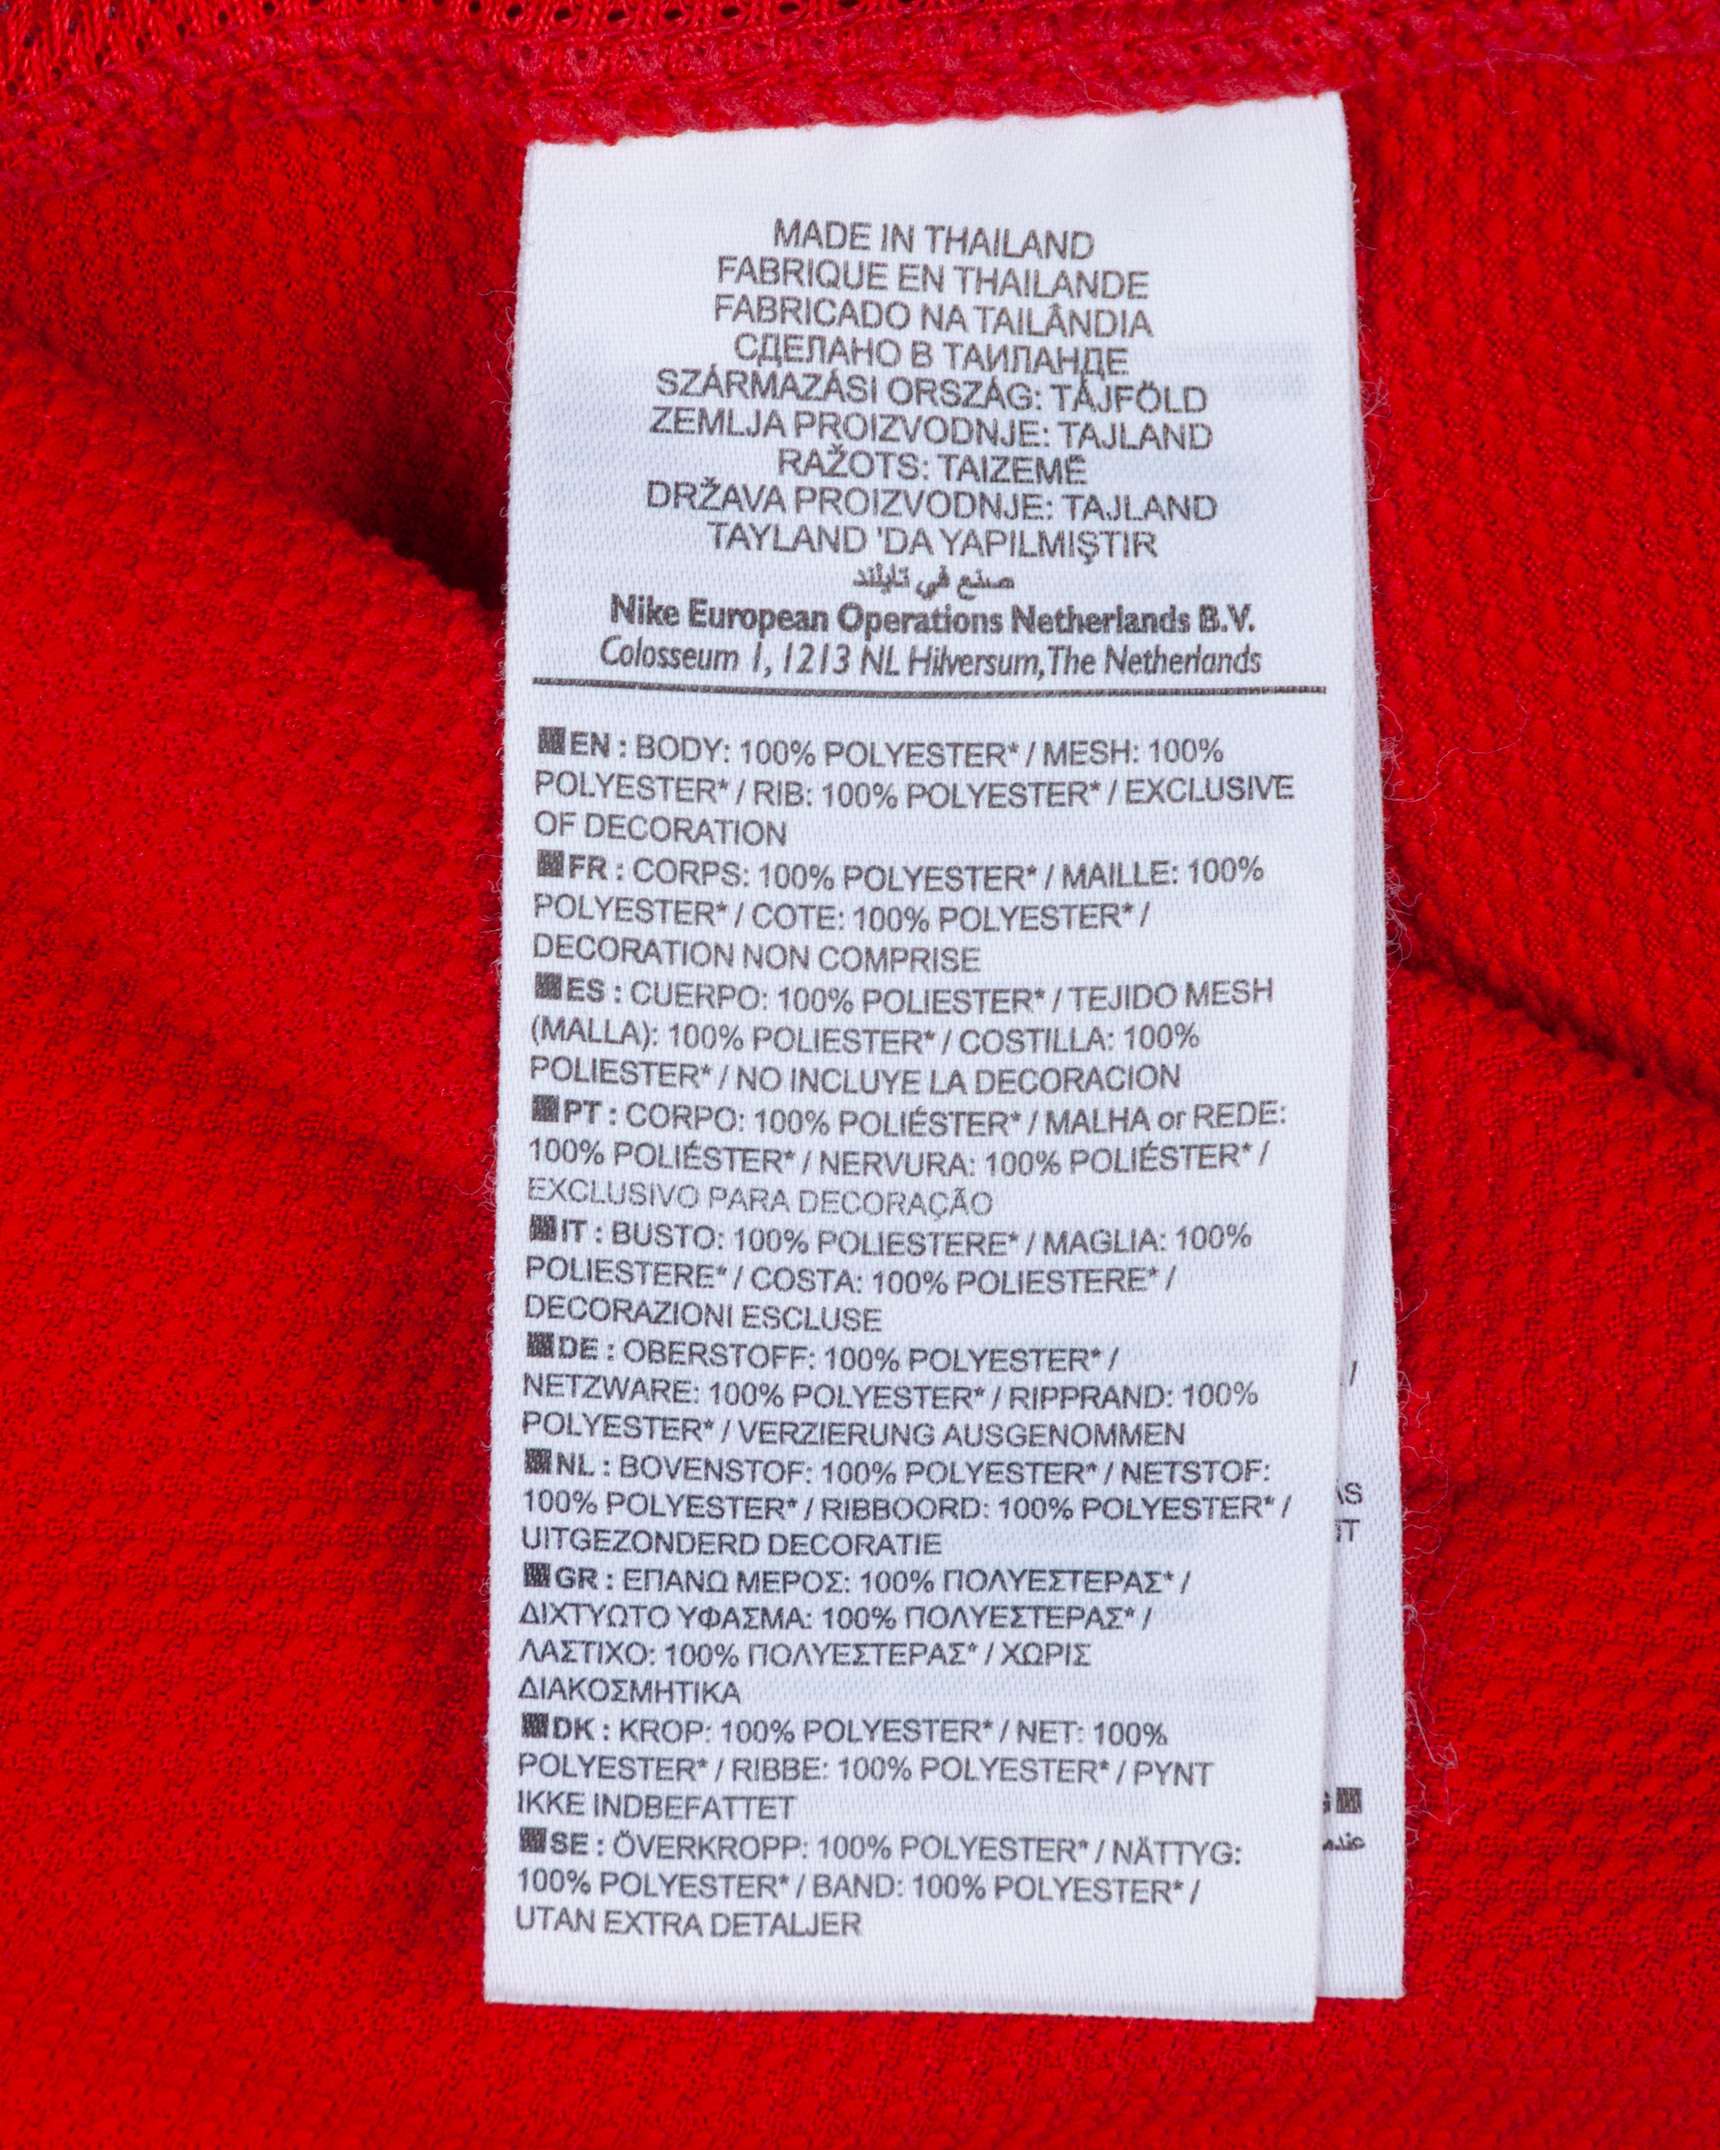 MADE IN THAILAND
FABRIQUE EN THAILANDE
FABRICADO NA TAILÂNDIA
СДЕЛАНО В ТАИЛАНДЕ
SZÁRMAZÁSI ORSZÁG: TÁJFÖLD
ZEMLJA PROIZVODNJE: TAJLAND
RAŽOTS: TAIZEMĒ
DRŽAVA PROIZVODNJE: TAJLAND
TAYLAND 'DA YAPILMIŞTIR
صنع في تايلند
Nike European Operations Netherlands B.V.
Colosseum 1, 1213 NL Hilversum, The Netherlands
EN : BODY: 100% POLYESTER* / MESH: 100%
POLYESTER* / RIB: 100% POLYESTER* / EXCLUSIVE
OF DECORATION
FR : CORPS: 100% POLYESTER* / MAILLE: 100%
POLYESTER* / COTE: 100% POLYESTER* /
DECORATION NON COMPRISE
ES : CUERPO: 100% POLIESTER* / TEJIDO MESH
(MALLA): 100% POLIESTER* / COSTILLA: 100%
POLIESTER* / NO INCLUYE LA DECORACION
PT : CORPO: 100% POLIÉSTER* / MALHA or REDE:
100% POLIÉSTER* / NERVURA: 100% POLIÉSTER* /
EXCLUSIVO PARA DECORAÇÃO
IT : BUSTO: 100% POLIESTERE* / MAGLIA: 100%
POLIESTERE* / COSTA: 100% POLIESTERE* /
DECORAZIONI ESCLUSE
DE : OBERSTOFF: 100% POLYESTER* /
NETZWARE: 100% POLYESTER* / RIPPRAND: 100%
POLYESTER* / VERZIERUNG AUSGENOMMEN
NL : BOVENSTOF: 100% POLYESTER* / NETSTOF:
100% POLYESTER* / RIBBOORD: 100% POLYESTER* /
UITGEZONDERD DECORATIE
GR : ΕΠΑΝΩ ΜΕΡΟΣ: 100% ΠΟΛΥΕΣΤΕΡΑΣ* /
ΔΙΧΤΥΩΤΟ ΥΦΑΣΜΑ: 100% ΠΟΛΥΕΣΤΕΡΑΣ* /
ΛΑΣΤΙΧΟ: 100% ΠΟΛΥΕΣΤΕΡΑΣ* / ΧΩΡΙΣ
ΔΙΑΚΟΣΜΗΤΙΚΑ
DK : KROP: 100% POLYESTER* / NET: 100%
POLYESTER* / RIBBE: 100% POLYESTER* / PYNT
IKKE INDBEFATTET
SE : ÖVERKROPP: 100% POLYESTER* / NÄTTYG:
100% POLYESTER* / BAND: 100% POLYESTER* /
UTAN EXTRA DETALJER